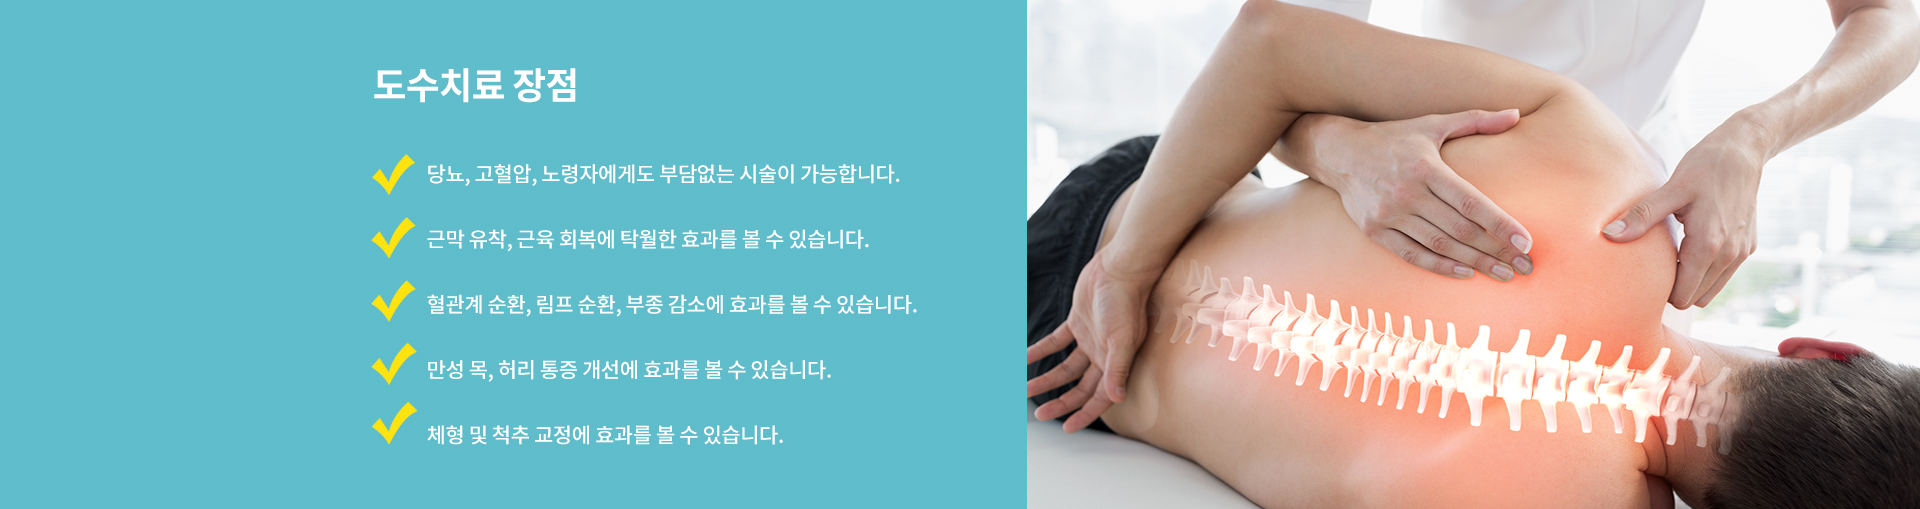 도수치료 장점
당뇨, 고혈압, 노령자에게도 부담없는 시술이 가능합니다.
근막 유착, 근육 회복에 탁월한 효과를 볼 수 있습니다.
혈관계 순환, 림프 순환, 부종 감소에 효과를 볼 수 있습니다.
만성 목, 허리 통증 개선에 효과를 볼 수 있습니다.
체형 및 척추 교정에 효과를 볼 수 있습니다.